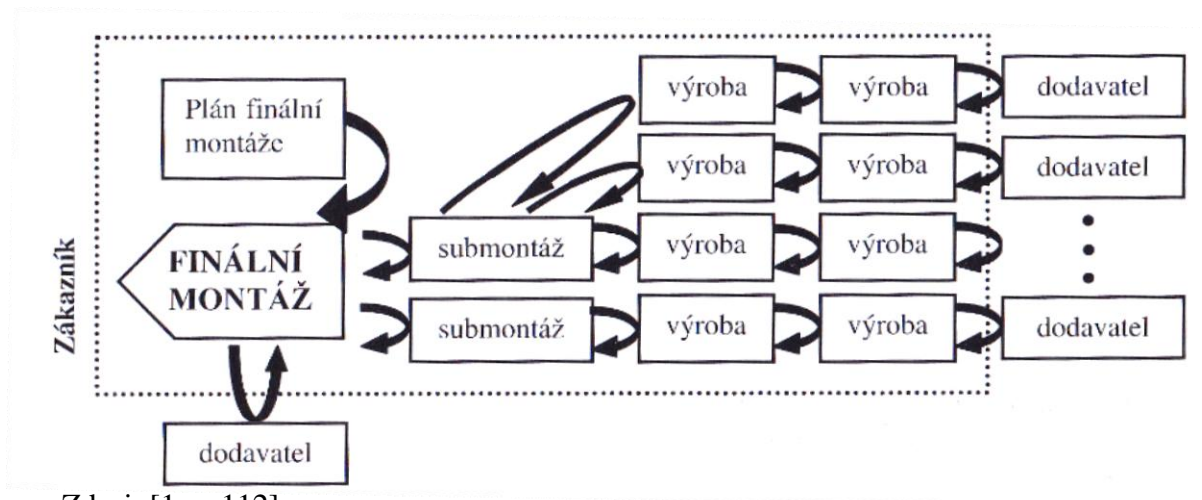 Plán finální
montáže
výroba
výroba
dodavatel
výroba
výroba
dodavatel
Zákazník
FINÁLNÍ
MONTÁŽ
submontáž
výroba
výroba
submontáž
výroba
výroba
dodavatel
dodavatel